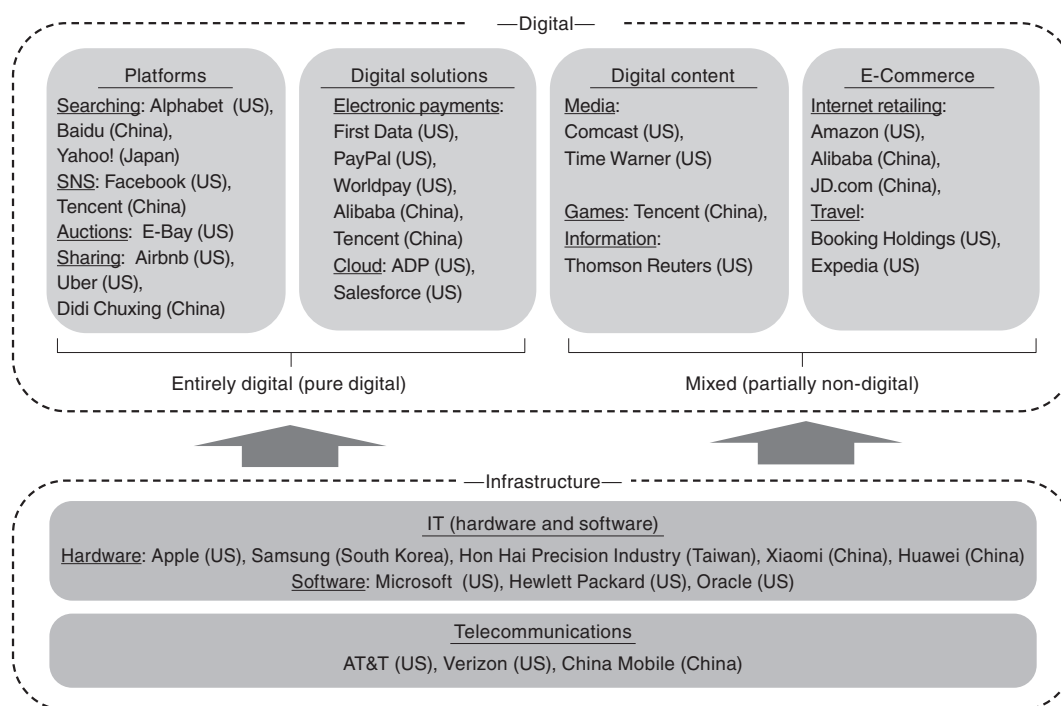 Digital
Platforms
Searching: Alphabet (US),
Baidu (China),
Yahoo! (Japan)
SNS: Facebook (US),
Tencent (China)
Auctions: E-Bay (US)
Sharing: Airbnb (US),
Uber (US),
Didi Chuxing (China)
Digital solutions
Electronic payments:
First Data (US),
PayPal (US),
Worldpay (US),
Alibaba (China),
Tencent (China)
Cloud: ADP (US),
Salesforce (US)
Digital content
Media:
Comcast (US),
Time Warner (US)
Games: Tencent (China),
Information:
Thomson Reuters (US)
E-Commerce
Internet retailing:
Amazon (US),
Alibaba (China),
JD.com (China),
Travel:
Booking Holdings (US),
Expedia (US)
Entirely digital (pure digital)
Mixed (partially non-digital)
Infrastructure
IT (hardware and software)
Hardware: Apple (US), Samsung (South Korea), Hon Hai Precision Industry (Taiwan), Xiaomi (China), Huawei (China)
Software: Microsoft (US), Hewlett Packard (US), Oracle (US)
Telecommunications
AT&T (US), Verizon (US), China Mobile (China)